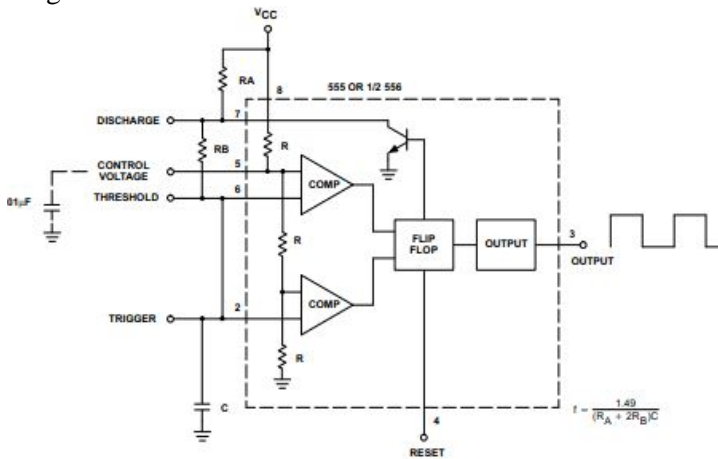 VCC
RA
8
555 OR 1/2 556
DISCHARGE
7
RB
R
CONTROL
VOLTAGE
5
COMP
01µF
THRESHOLD
6
R
FLIP
FLOP
OUTPUT
3
OUTPUT
COMP
TRIGGER
2
R
C
4
RESET
f = 1.49
(RA + 2RB)C